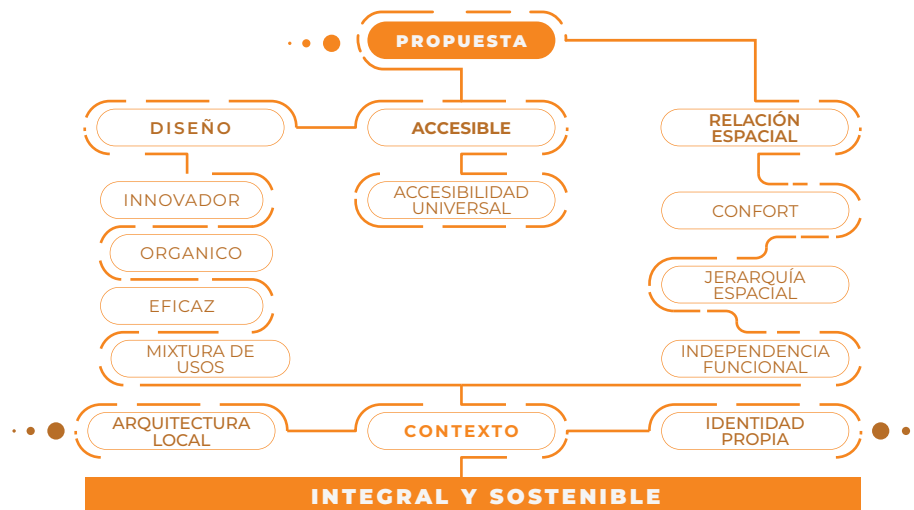 PROPUESTA
DISEÑO
ACCESIBLE
RELACIÓN
ESPACIAL
INNOVADOR
ACCESIBILIDAD
UNIVERSAL
CONFORT
ORGANICO
JERARQUÍA
ESPACIAL
EFICAZ
MIXTURA DE
USOS
INDEPENDENCIA
FUNCIONAL
ARQUITECTURA
LOCAL
CONTEXTO
IDENTIDAD
PROPIA
INTEGRAL Y SOSTENIBLE